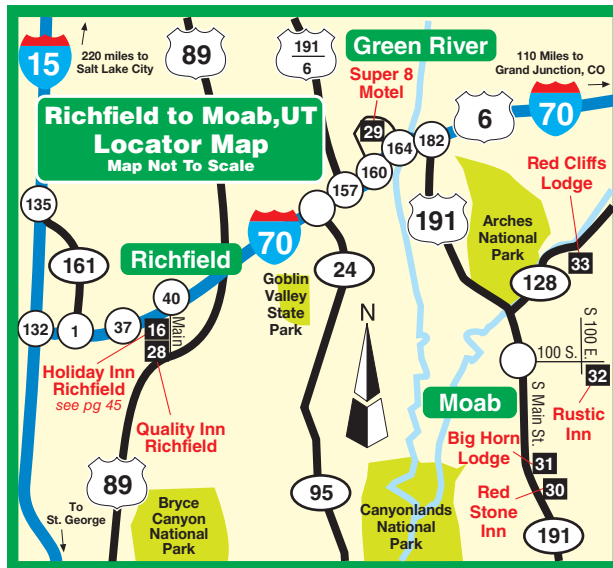 15
220 miles to
Salt Lake City
89
191
6
Green River
Super 8
Motel
29
110 Miles to
Grand Junction, CO
70
6
Richfield to Moab,UT
Locator Map
Map Not To Scale
182
164
160
157
135
161
Richfield
70
191
Red Cliffs
Lodge
33
Arches
National
Park
128
24
Goblin
Valley
State
Park
40
132
1
37
16
28
Main
Holiday Inn
Richfield
see pg 45
Quality Inn
Richfield
N
100 S.
S 100 E.
32
Rustic
Inn
Moab
S Main St.
Big Horn
Lodge
31
30
Red
Stone
Inn
191
89
95
To
St. George
Bryce
Canyon
National
Park
Canyonlands
National
Park